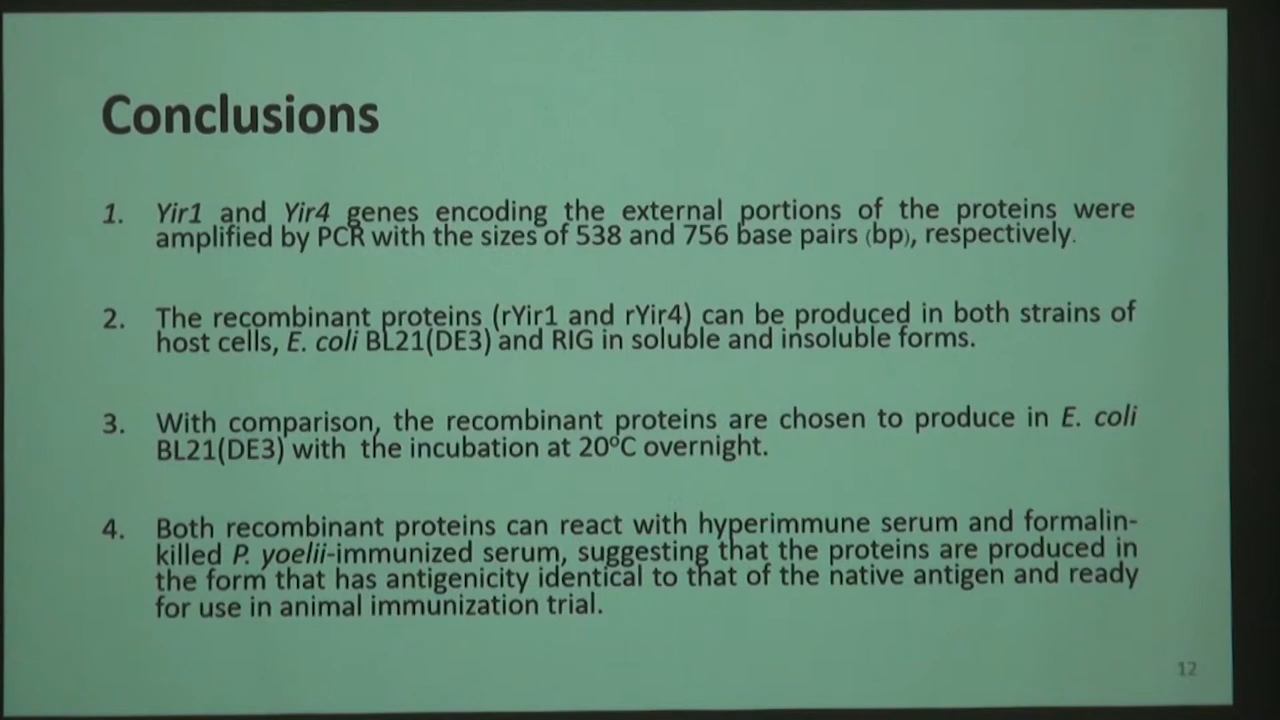 Conclusions
1. Yir1 and Yir4 genes encoding the external portions of the proteins were
amplified by PCR with the sizes of 538 and 756 base pairs (bp), respectively.
2. The recombinant proteins (rYir1 and rYir4) can be produced in both strains of
host cells, E. coli BL21(DE3) and RIG in soluble and insoluble forms.
3. With comparison, the recombinant proteins are chosen to produce in E. coli
BL21(DE3) with the incubation at 20°C overnight.
4. Both recombinant proteins can react with hyperimmune serum and formalin-
killed P. yoelii-immunized serum, suggesting that the proteins are produced in
the form that has antigenicity identical to that of the native antigen and ready
for use in animal immunization trial.
12